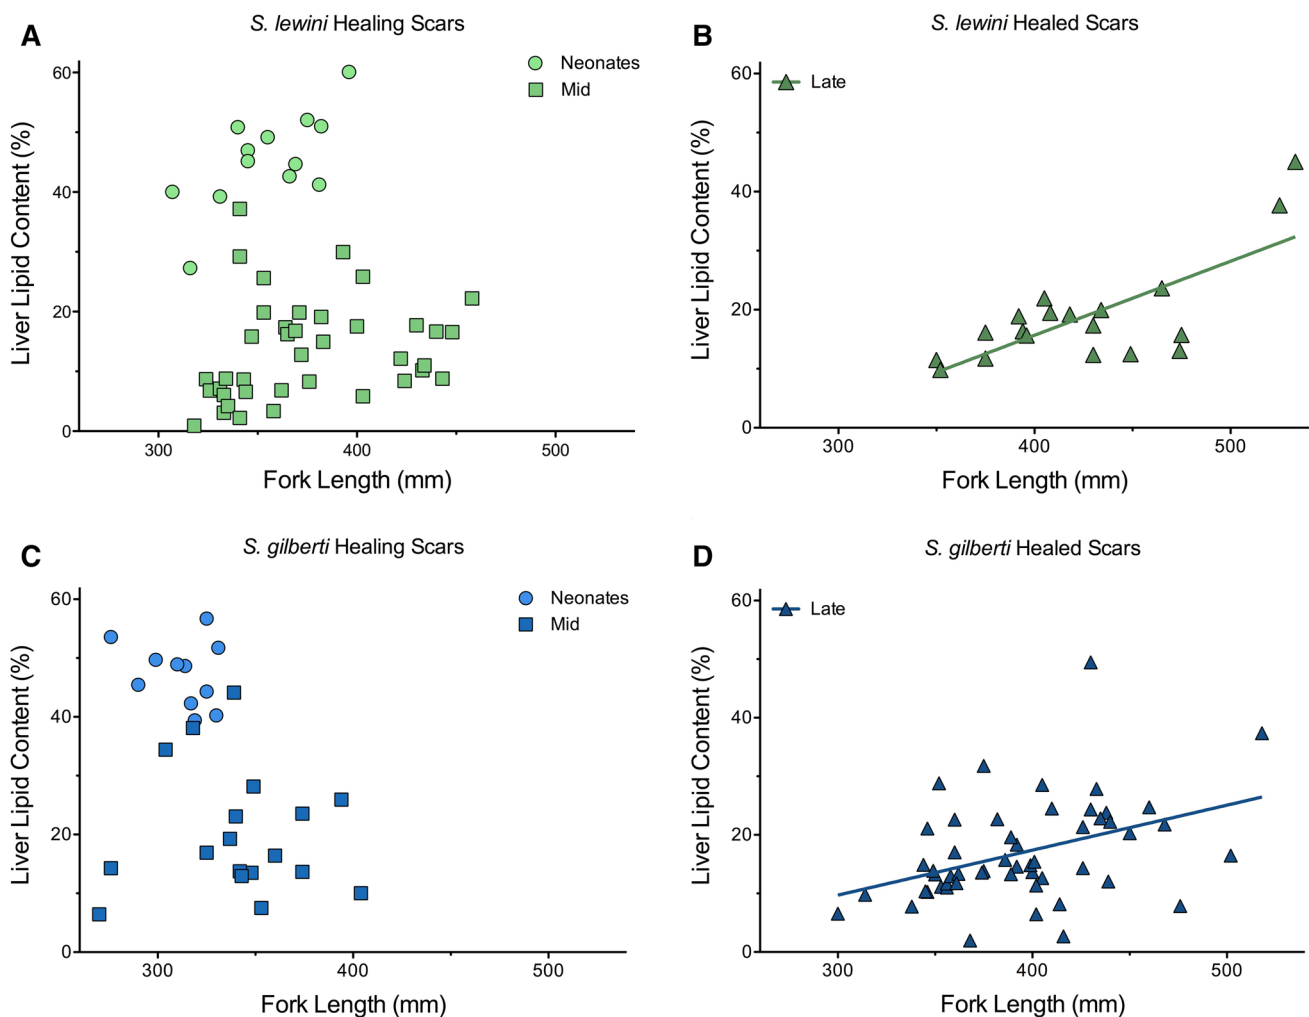 A
S. lewini Healing Scars
Neonates
Mid
60
40
20
0
Liver Lipid Content (%)
300 400 500
Fork Length (mm)
B
S. lewini Healed Scars
Late
60
40
20
0
Liver Lipid Content (%)
300 400 500
Fork Length (mm)
C
S. gilberti Healing Scars
Neonates
Mid
60
40
20
0
Liver Lipid Content (%)
300 400 500
Fork Length (mm)
D
S. gilberti Healed Scars
Late
60
40
20
0
Liver Lipid Content (%)
300 400 500
Fork Length (mm)